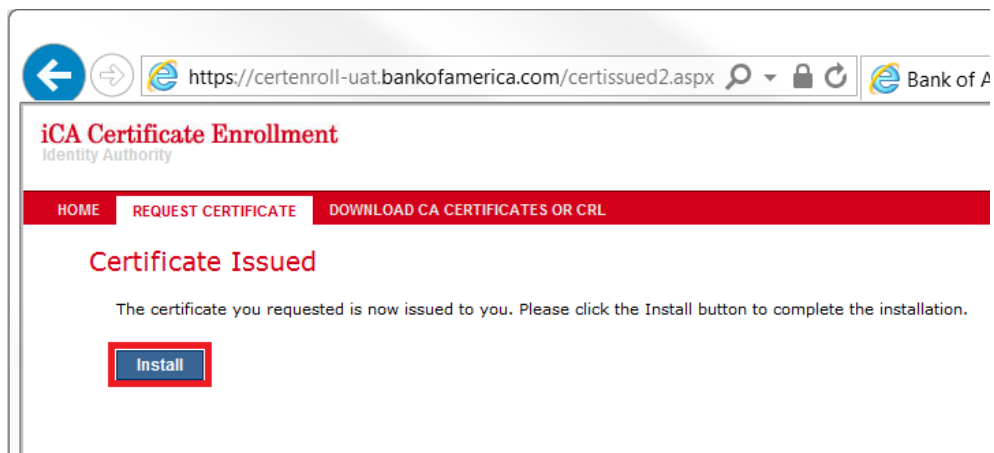 https://certenroll-uat.bankofamerica.com/certissued2.aspx
Bank of A
iCA Certificate Enrollment
Identity Authority
HOME REQUEST CERTIFICATE DOWNLOAD CA CERTIFICATES OR CRL
Certificate Issued
The certificate you requested is now issued to you. Please click the Install button to complete the installation.
Install